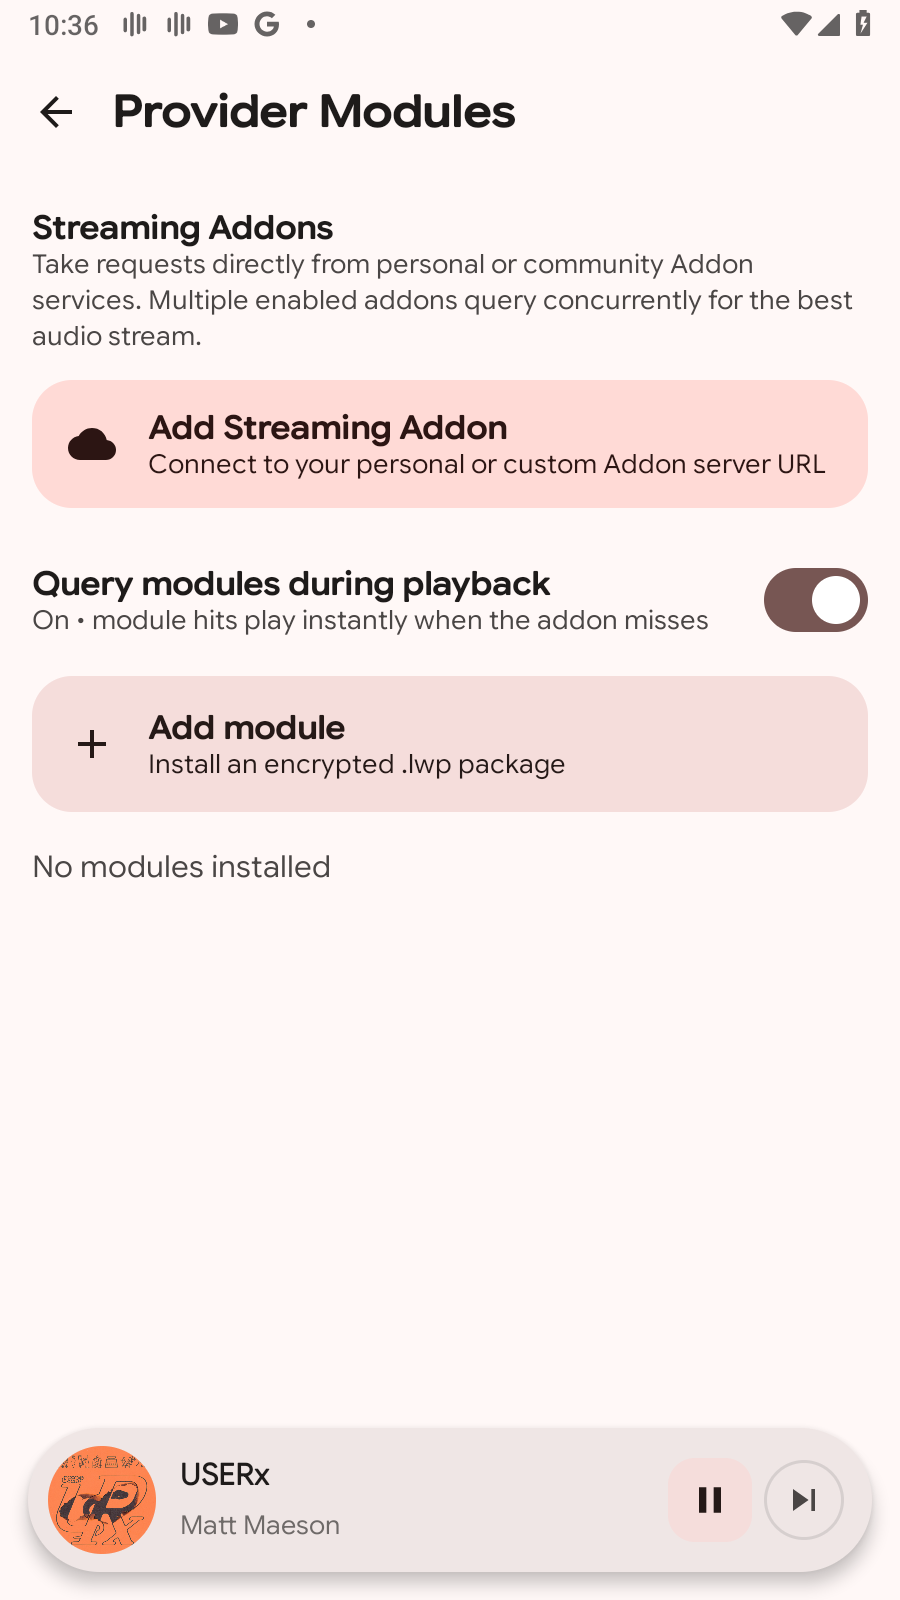 10:36
Provider Modules
Streaming Addons
Take requests directly from personal or community Addon
services. Multiple enabled addons query concurrently for the best
audio stream.
Add Streaming Addon
Connect to your personal or custom Addon server URL
Query modules during playback
On • module hits play instantly when the addon misses
Add module
Install an encrypted .lwp package
No modules installed
USERx
Matt Maeson